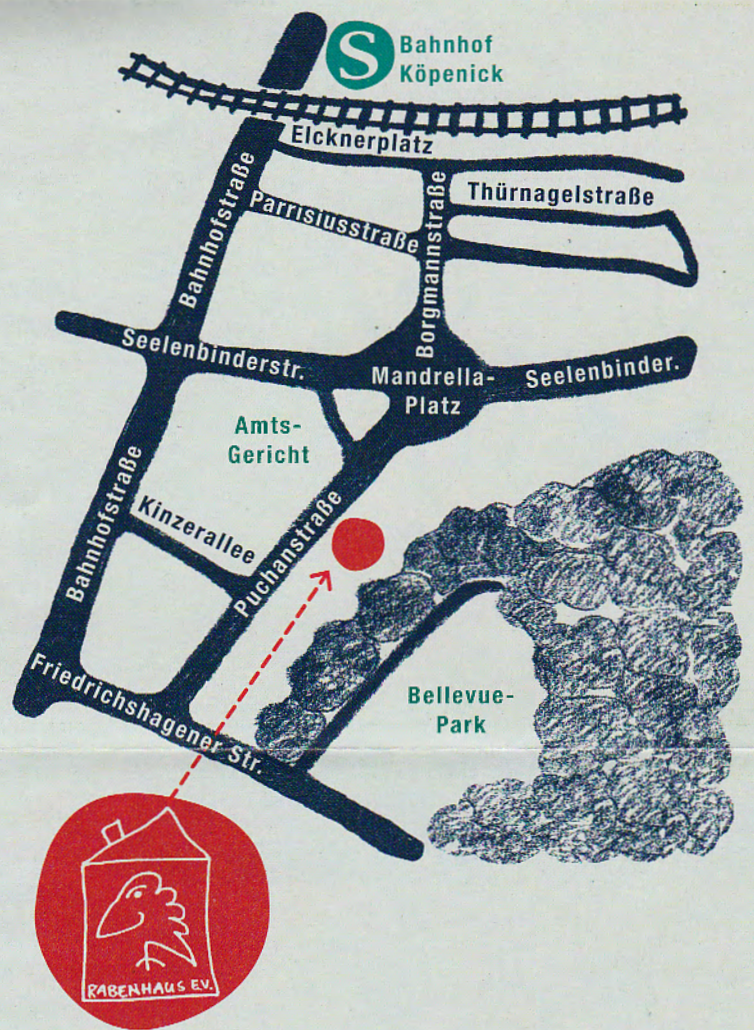 S
Bahnhof
Köpenick
Elcknerplatz
Thürnagelstraße
Parrisiusstraße
Borgmannstraße
Bahnhofstraße
Seelenbinderstr.
Mandrella-
Platz
Seelenbinder.
Amts-
Gericht
Kinzerallee
Puchanstraße
Bahnhofstraße
Friedrichshagener Str.
Bellevue-
Park
RABENHAUS E.V.